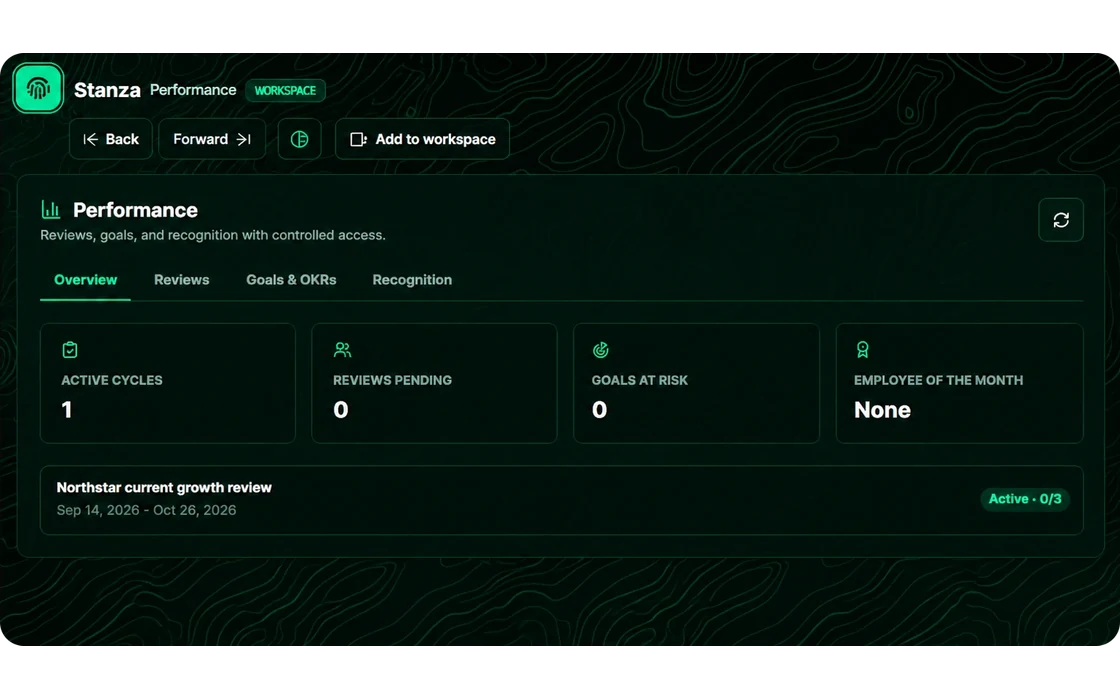 Stanza Performance WORKSPACE
Back Forward Add to workspace
Performance
Reviews, goals, and recognition with controlled access.
Overview Reviews Goals & OKRs Recognition
ACTIVE CYCLES
1
REVIEWS PENDING
0
GOALS AT RISK
0
EMPLOYEE OF THE MONTH
None
Northstar current growth review
Sep 14, 2026 - Oct 26, 2026
Active · 0/3